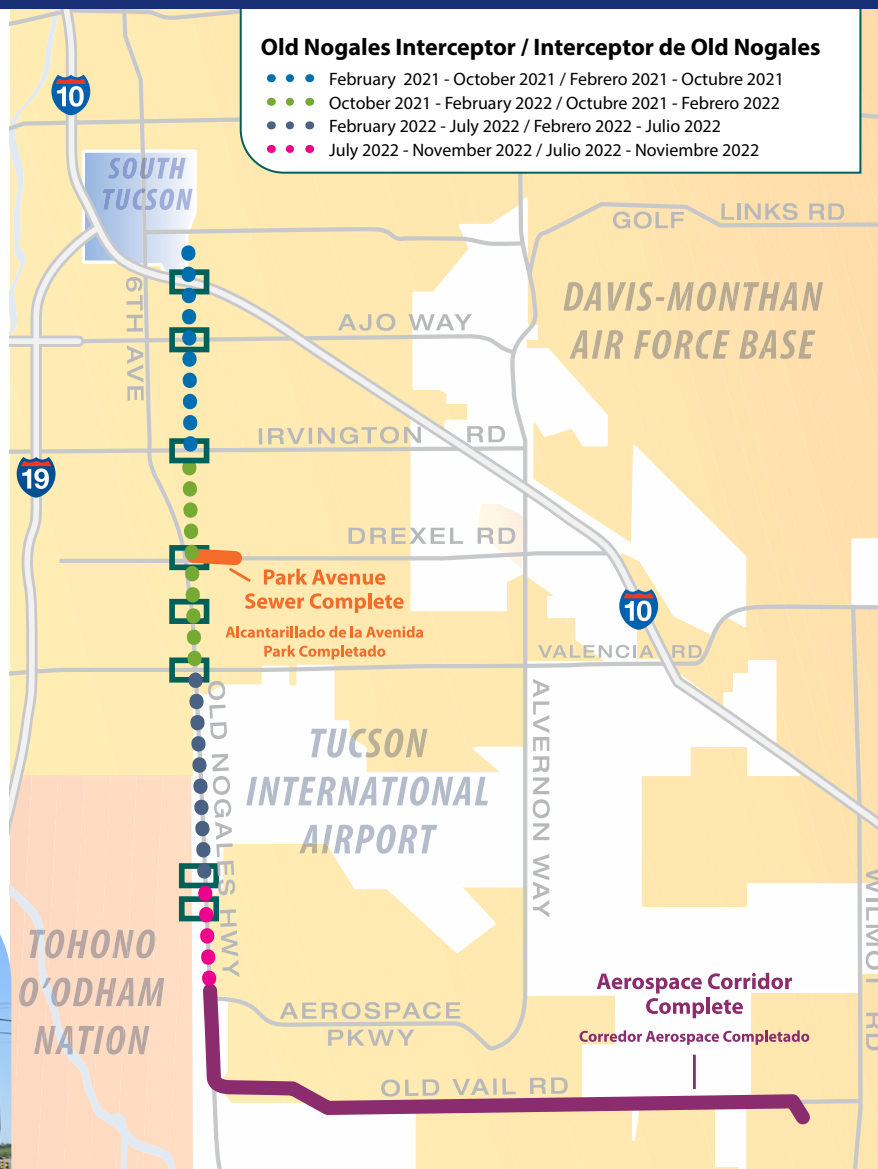 Old Nogales Interceptor / Interceptor de Old Nogales
February 2021 - October 2021 / Febrero 2021 - Octubre 2021
October 2021 - February 2022 / Octubre 2021 - Febrero 2022
February 2022 - July 2022 / Febrero 2022 - Julio 2022
July 2022 - November 2022 / Julio 2022 - Noviembre 2022
10
SOUTH
TUCSON
GOLF LINKS RD
6TH AVE
AJO WAY
DAVIS-MONTHAN
AIR FORCE BASE
IRVINGTON RD
19
DREXEL RD
Park Avenue
Sewer Complete
Alcantarillado de la Avenida
Park Completado
10
VALENCIA RD
OLD NOGALES HWY
TUCSON
INTERNATIONAL
AIRPORT
ALVERNON WAY
WILMOT RD
TOHONO
O'ODHAM
NATION
AEROSPACE
PKWY
Aerospace Corridor
Complete
Corredor Aerospace Completado
OLD VAIL RD